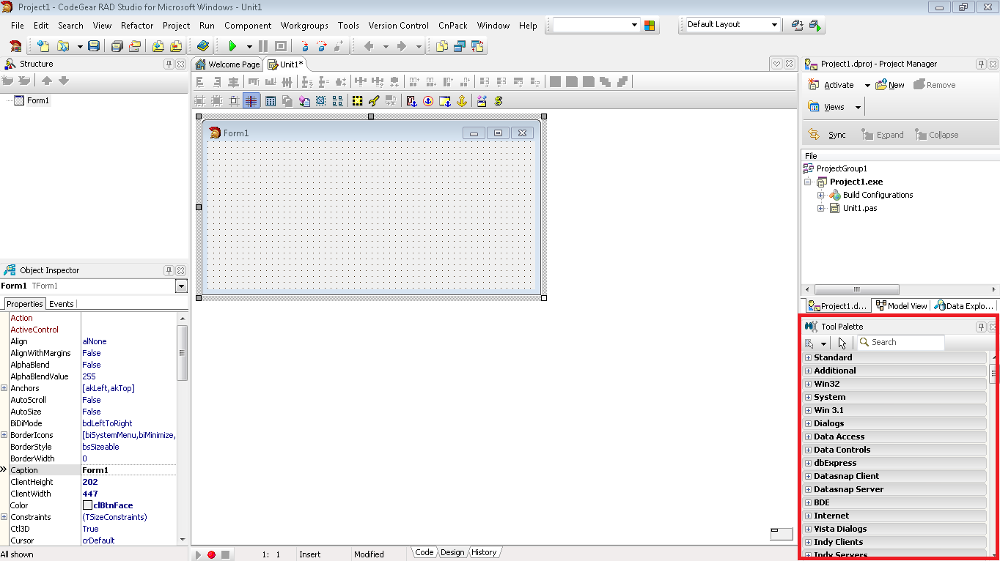 Project1 - CodeGear RAD Studio for Microsoft Windows - Unit1
File Edit Search View Refactor Project Run Component Workgroups Tools Version Control CnPack Window Help
Default Layout
Structure
Form1
Welcome Page
Unit1*
Form1
Object Inspector
Form1 TForm1
Properties Events
Action
ActiveControl
Align alNone
AlignWithMargins False
AlphaBlend False
AlphaBlendValue 255
Anchors [akLeft,akTop]
AutoScroll False
AutoSize False
BiDiMode bdLeftToRight
BorderIcons [biSystemMenu,biMinimize,
BorderStyle bsSizeable
BorderWidth 0
Caption Form1
ClientHeight 202
ClientWidth 447
Color clBtnFace
Constraints (TSizeConstraints)
Ctl3D True
Cursor crDefault
All shown
1: 1
Insert
Modified
Code Design History
Project1.dproj - Project Manager
Activate New Remove
Views
Sync Expand Collapse
File
ProjectGroup1
Project1.exe
Build Configurations
Unit1.pas
Project1.d... Model View Data Explo...
Tool Palette
Search
Standard
Additional
Win32
System
Win 3.1
Dialogs
Data Access
Data Controls
dbExpress
Datasnap Client
Datasnap Server
BDE
Internet
Vista Dialogs
Indy Clients
Indy Servers